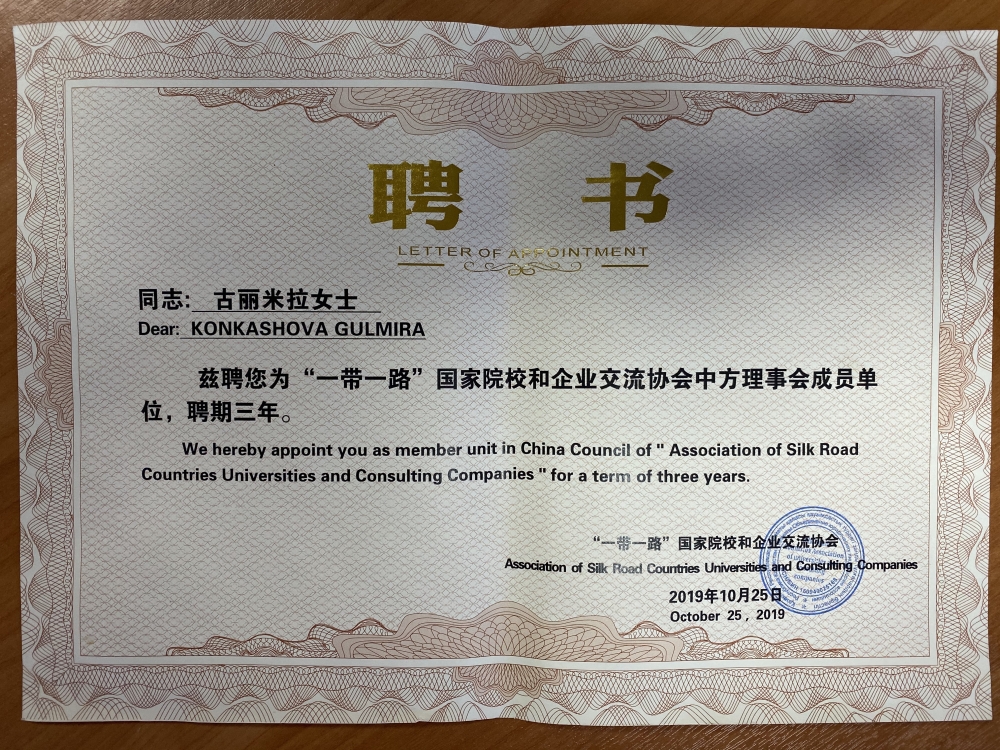 聘 书
LETTER OF APPOINTMENT
同志: 古丽米拉女士
Dear: KONKASHOVA GULMIRA
兹聘您为“一带一路”国家院校和企业交流协会中方理事会成员单
位，聘期三年。
We hereby appoint you as member unit in China Council of " Association of Silk Road
Countries Universities and Consulting Companies " for a term of three years.
“一带一路”国家院校和企业交流协会
Association of Silk Road Countries Universities and Consulting Companies
2019年10月25日
October 25 , 2019